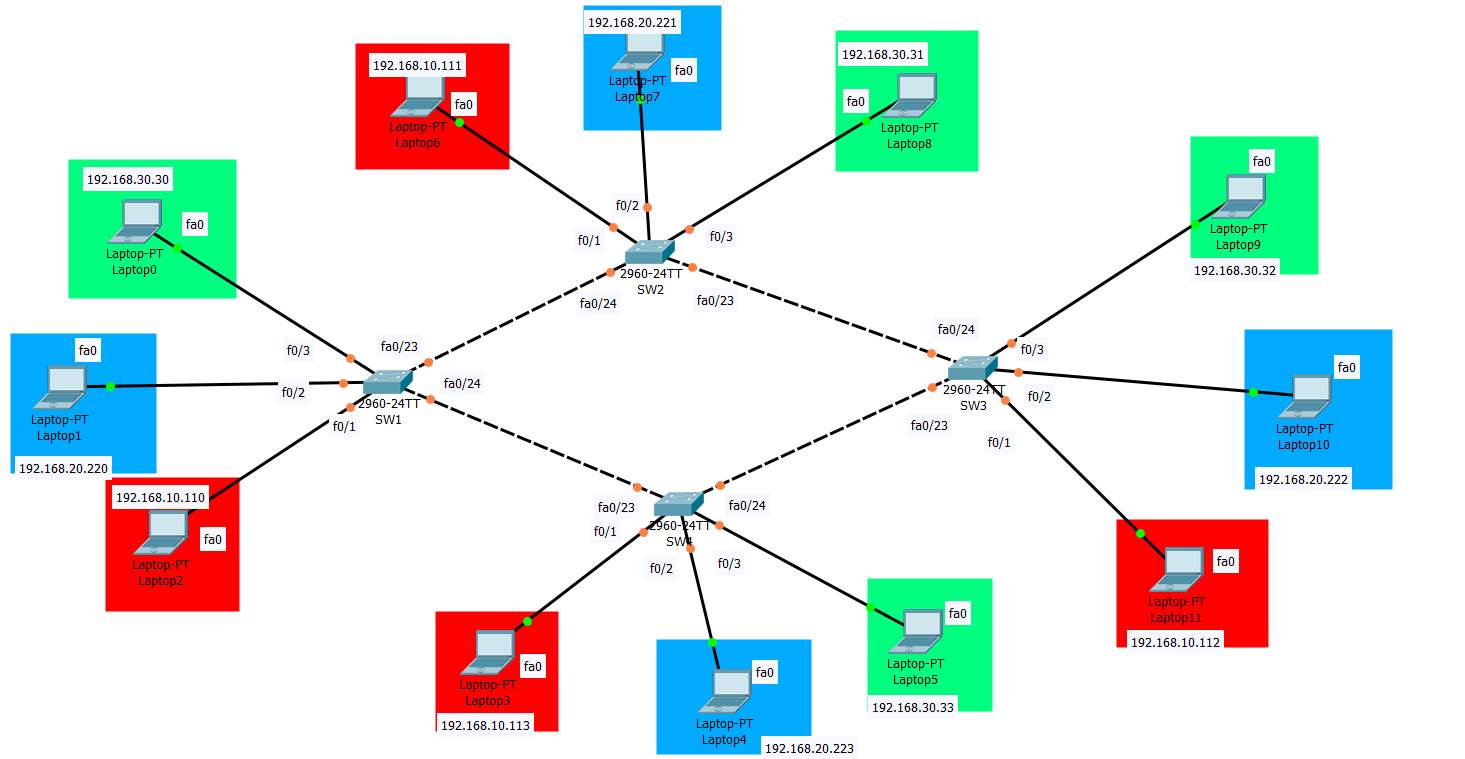 192.168.20.221
fa0
Laptop-PT
Laptop7
192.168.10.111
fa0
Laptop-PT
Laptop6
192.168.30.31
fa0
Laptop-PT
Laptop8
fa0
Laptop-PT
Laptop9
192.168.30.32
192.168.30.30
fa0
Laptop-PT
Laptop0
f0/2
f0/1
f0/3
2960-24TT
SW2
fa0/24
fa0/23
fa0
Laptop-PT
Laptop1
192.168.20.220
f0/3
fa0/23
f0/2
fa0/24
2960-24TT
SW1
f0/1
fa0/24
f0/3
2960-24TT
SW3
f0/2
fa0/23
f0/1
fa0
Laptop-PT
Laptop10
192.168.20.222
192.168.10.110
fa0
Laptop-PT
Laptop2
fa0/23
fa0/24
2960-24TT
SW4
f0/1
f0/2
f0/3
fa0
Laptop-PT
Laptop11
192.168.10.112
fa0
Laptop-PT
Laptop3
192.168.10.113
fa0
Laptop-PT
Laptop4
192.168.20.223
fa0
Laptop-PT
Laptop5
192.168.30.33